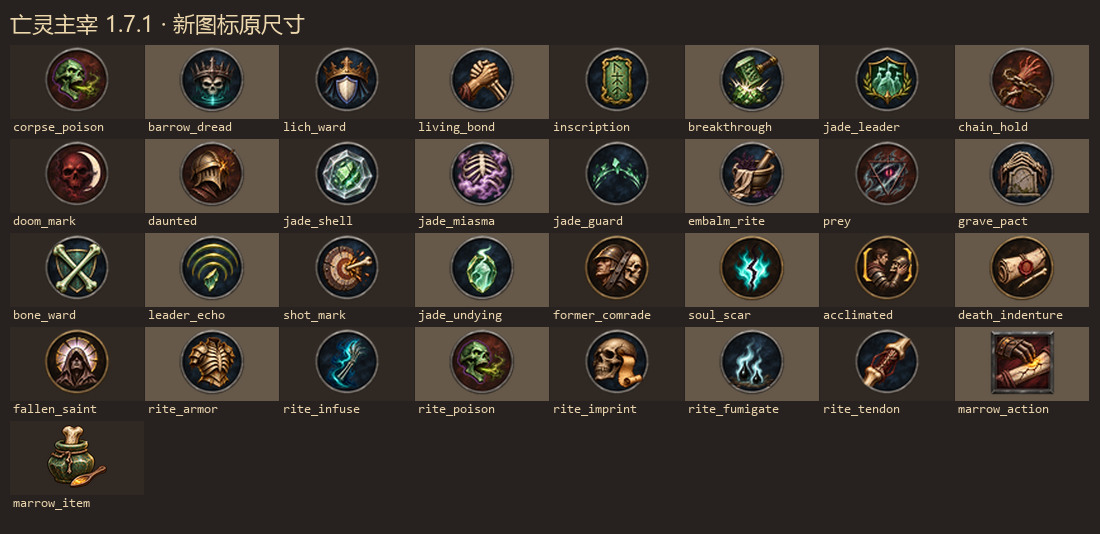 亡灵主宰 1.7.1 · 新图标原尺寸
corpse_poison barrow_dread lich_ward living_bond inscription breakthrough jade_leader chain_hold
doom_mark daunted jade_shell jade_miasma jade_guard embalm_rite prey grave_pact
bone_ward leader_echo shot_mark jade_undying former_comrade soul_scar acclimated death_indenture
fallen_saint rite_armor rite_infuse rite_poison rite_imprint rite_fumigate rite_tendon marrow_action
marrow_item